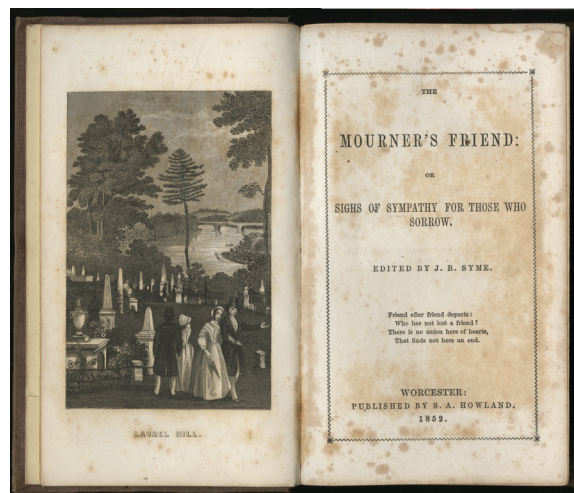 LAUREL HILL.
THE
MOURNER'S FRIEND:
OR
SIGHS OF SYMPATHY FOR THOSE WHO
SORROW.
EDITED BY J. B. SYME.
Friend after friend departs:
Who has not lost a friend?
There is no union here of hearts,
That finds not here an end.
WORCESTER:
PUBLISHED BY S. A. HOWLAND.
1852.